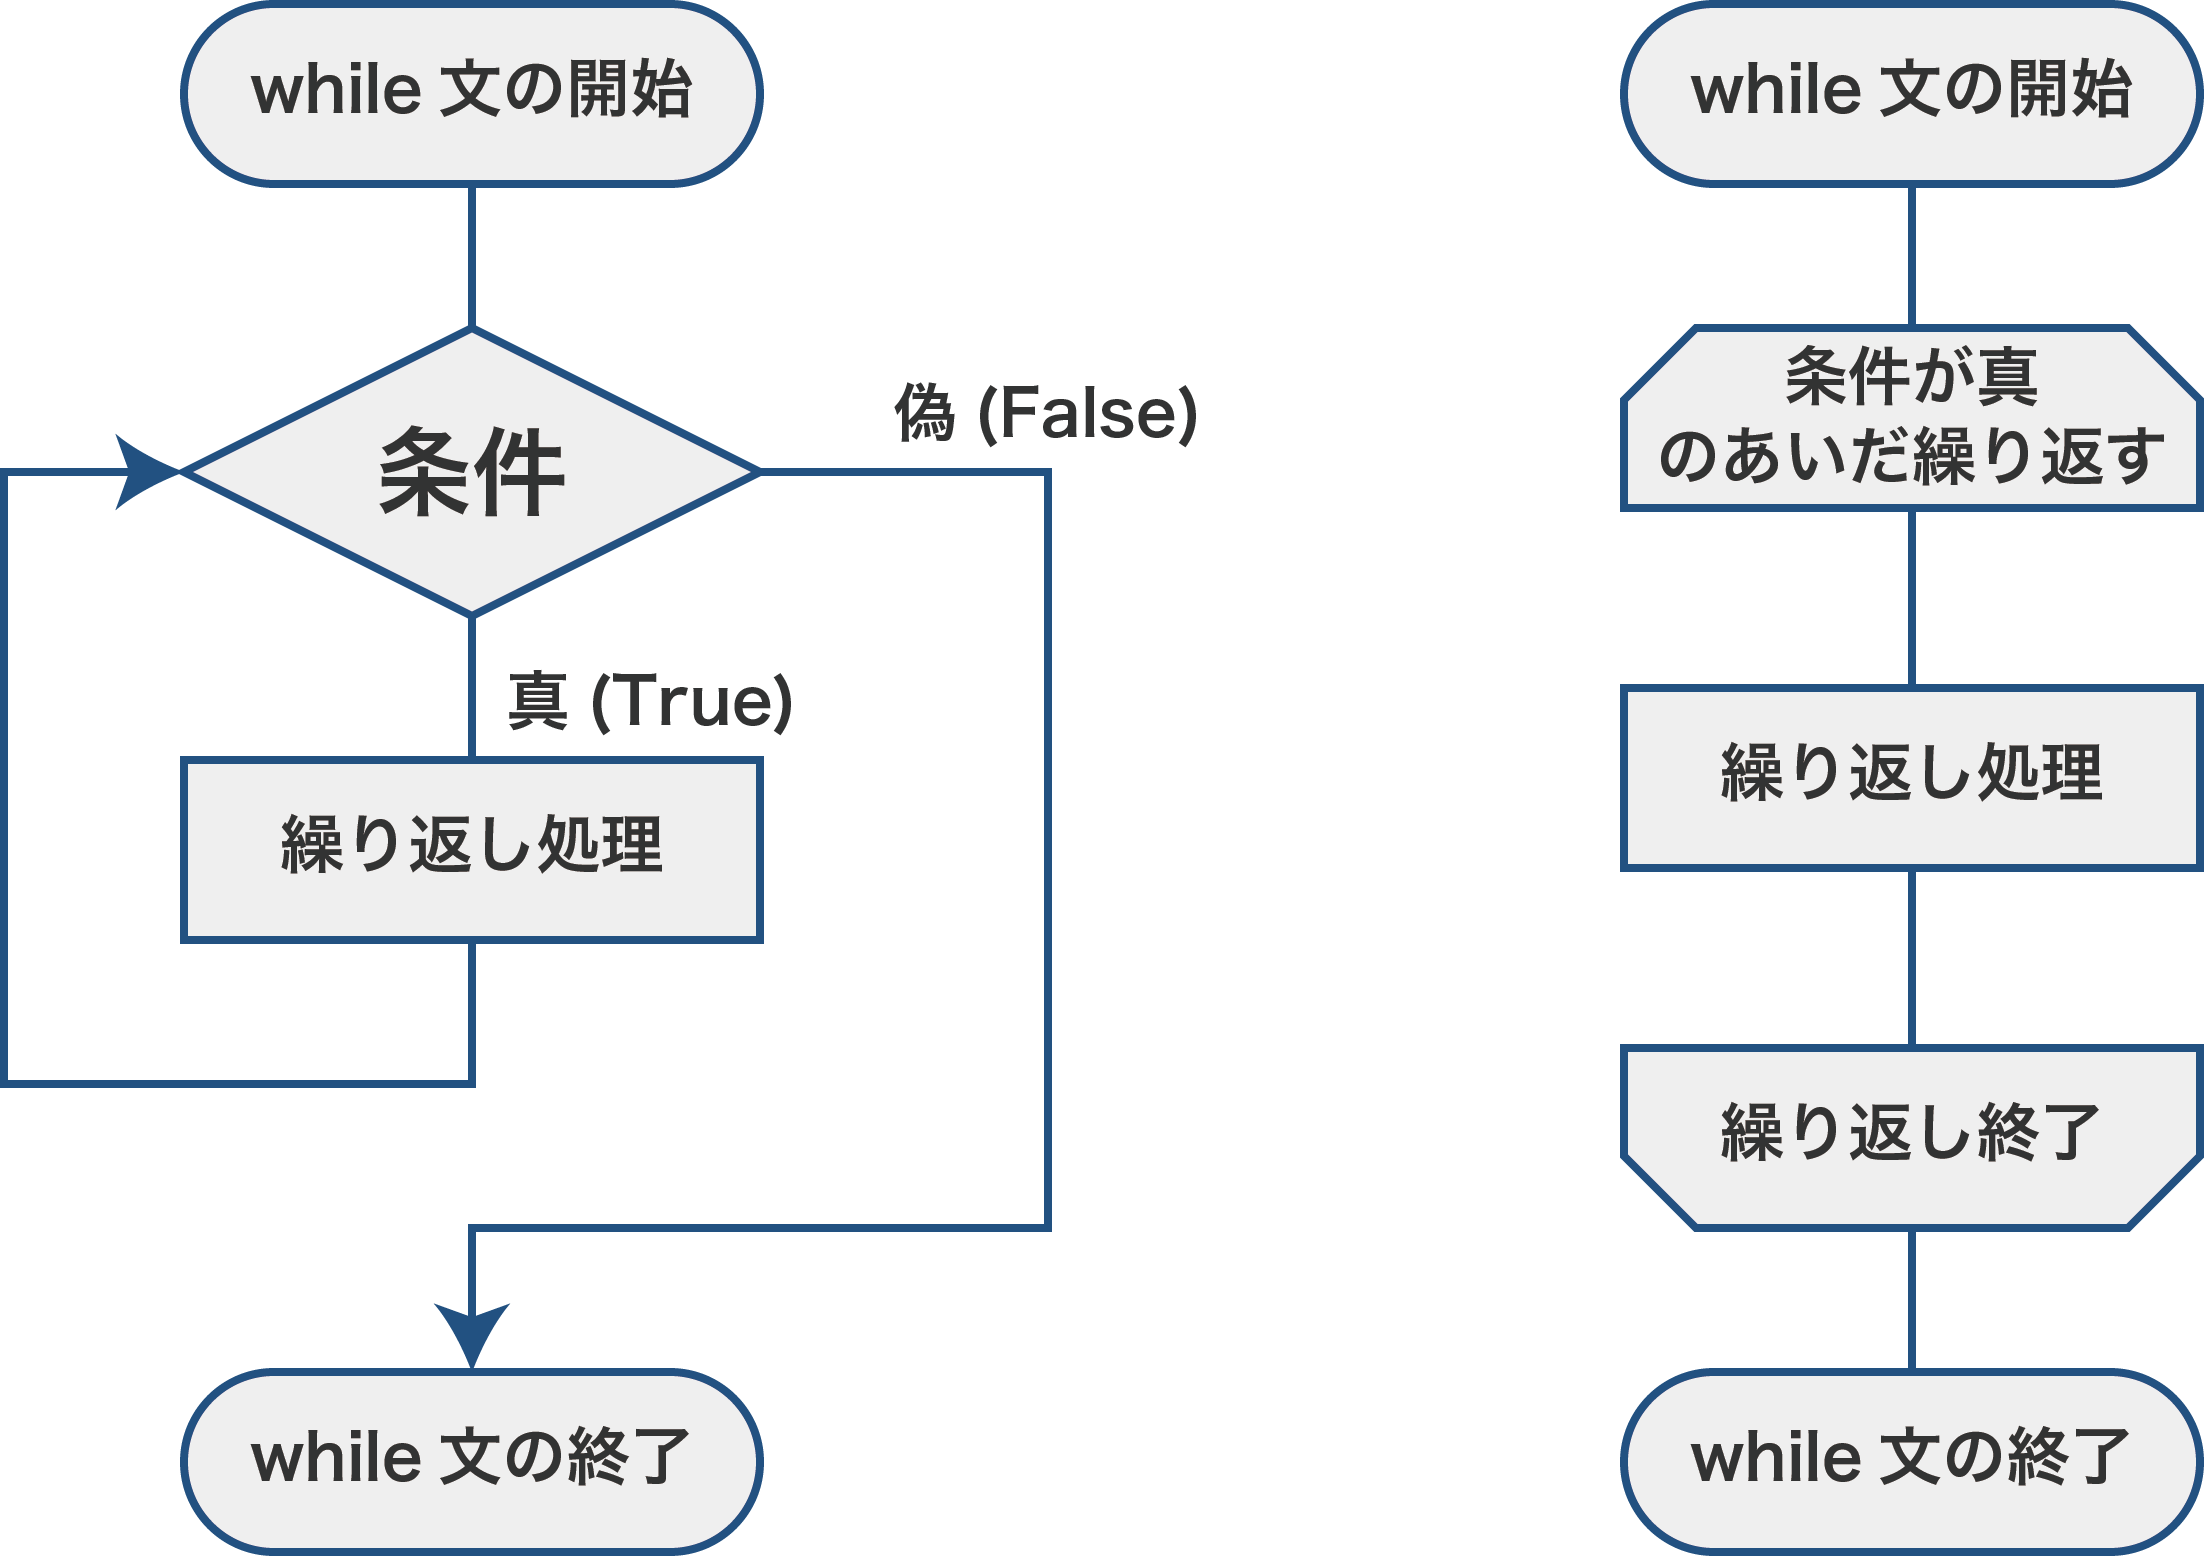 while 文の開始
条件
偽 (False)
真 (True)
繰り返し処理
while 文の終了
while 文の開始
条件が真
のあいだ繰り返す
繰り返し処理
繰り返し終了
while 文の終了